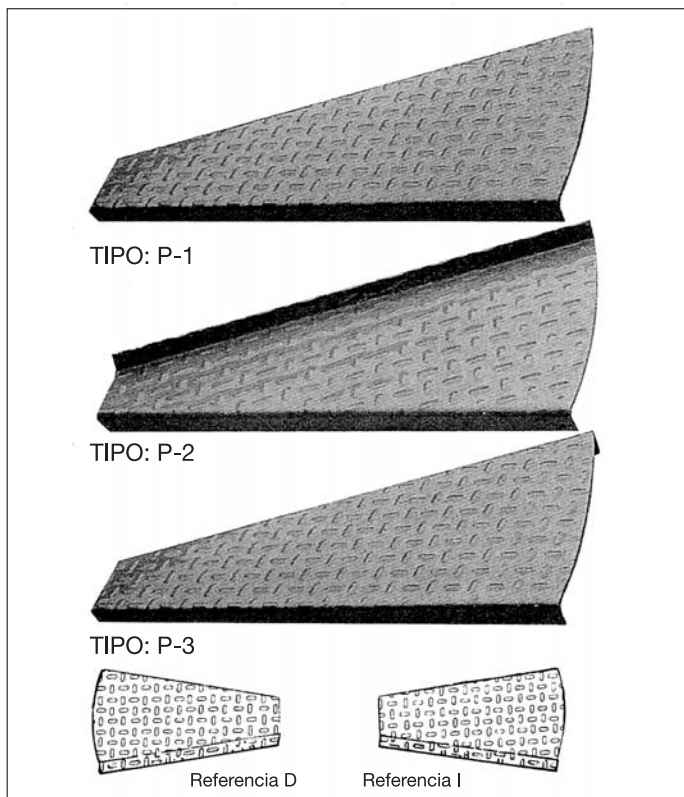 TIPO: P-1
TIPO: P-2
TIPO: P-3
Referencia D
Referencia I